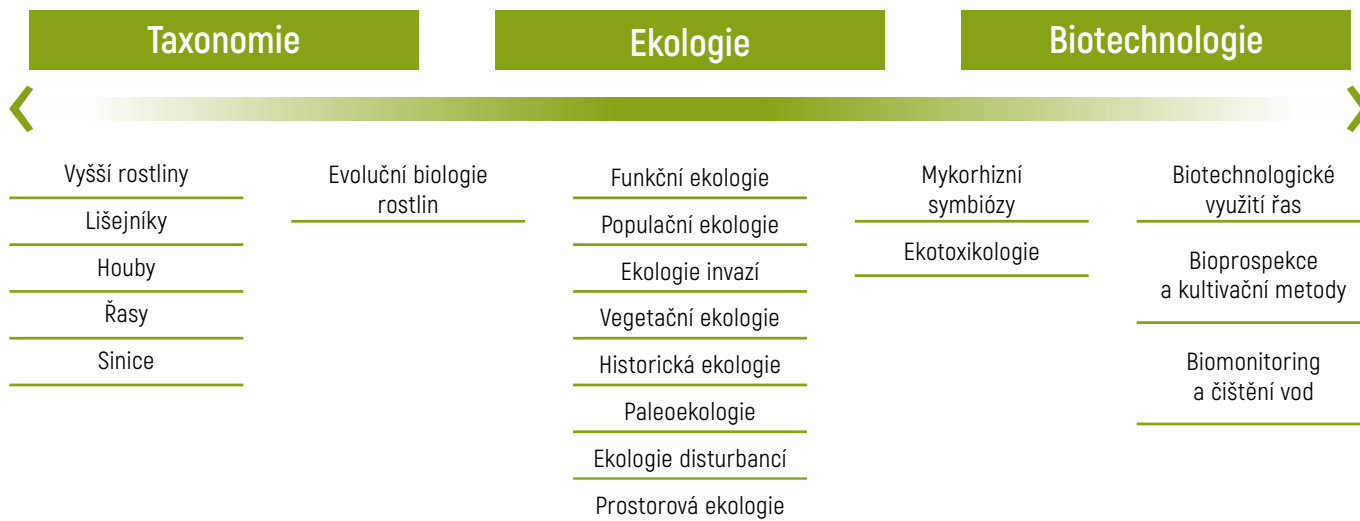 Taxonomie
Ekologie
Biotechnologie
Vyšší rostliny
Lišejníky
Houby
Řasy
Sinice
Evoluční biologie
rostlin
Funkční ekologie
Populační ekologie
Ekologie invazí
Vegetační ekologie
Historická ekologie
Paleoekologie
Ekologie disturbancí
Prostorová ekologie
Mykorhizní
symbiózy
Ekotoxikologie
Biotechnologické
využití řas
Bioprospekce
a kultivační metody
Biomonitoring
a čištění vod